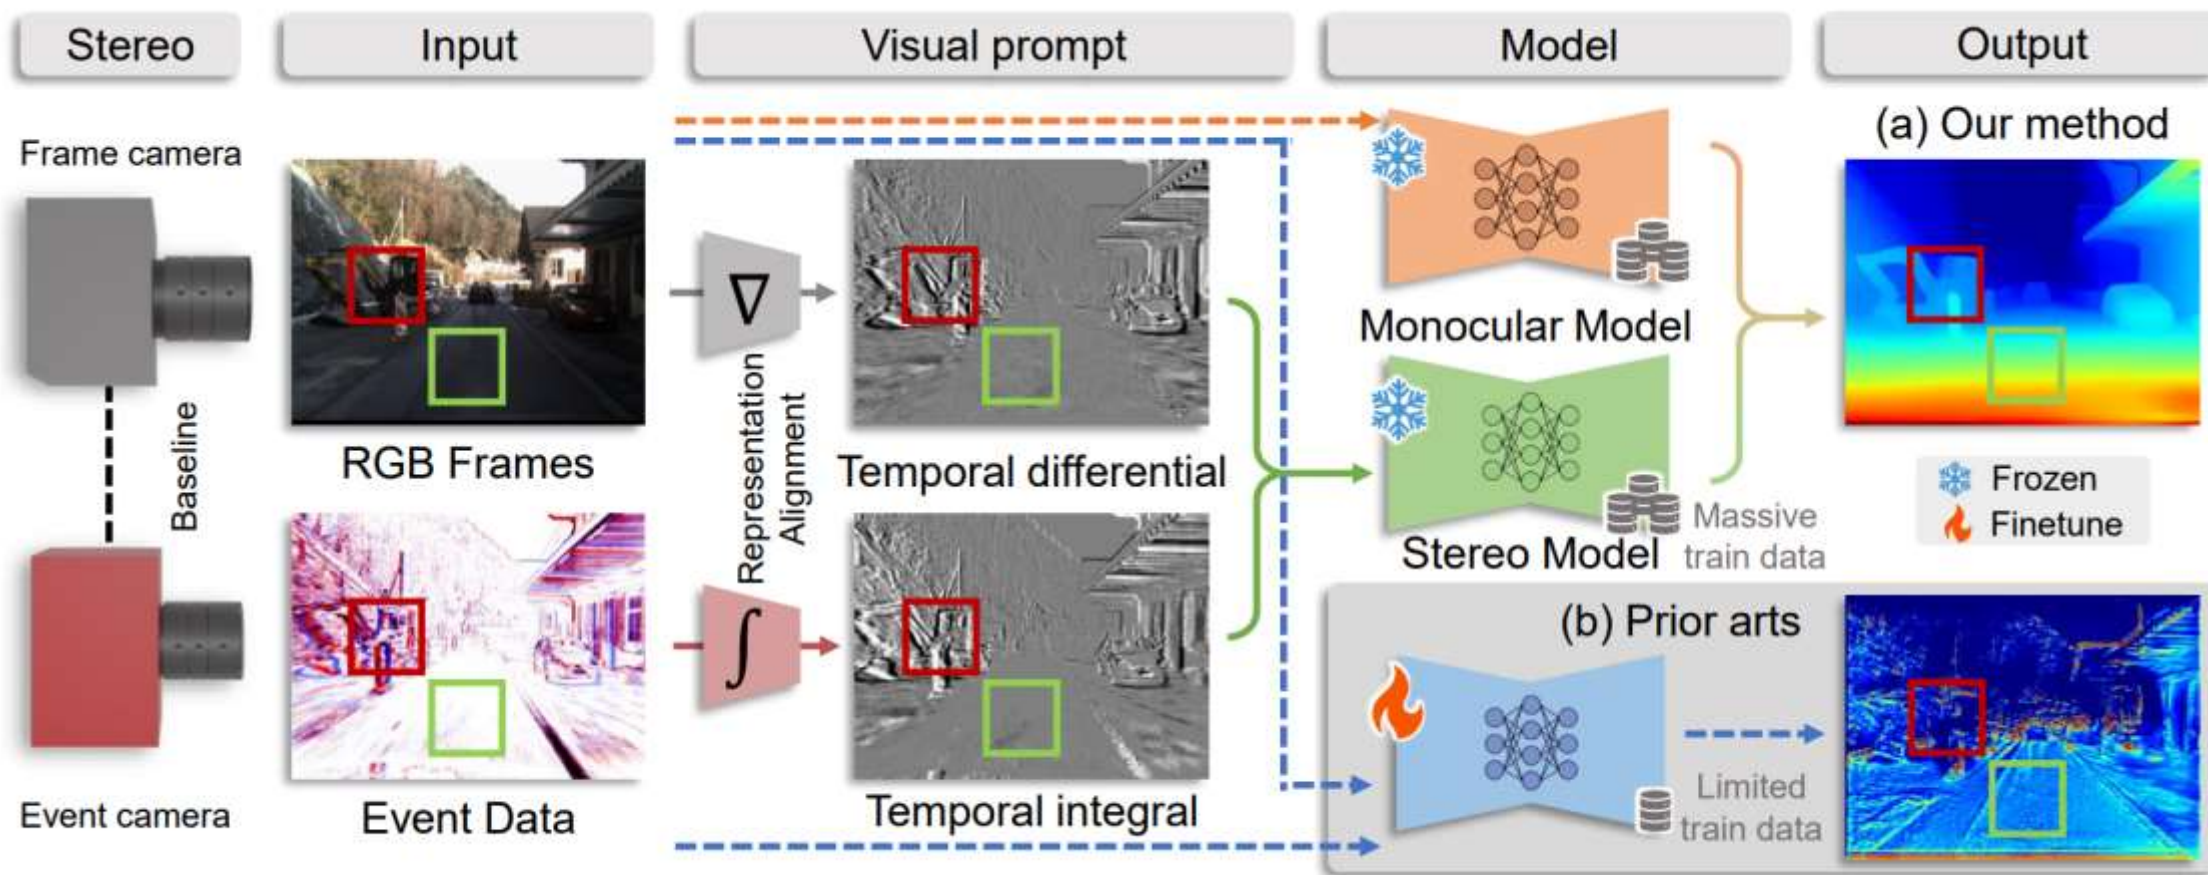 Stereo
Input
Visual prompt
Model
Output
Frame camera
Baseline
Event camera
RGB Frames
Event Data
∇
Representation
Alignment
∫
Temporal differential
Temporal integral
Monocular Model
Stereo Model
Massive
train data
(a) Our method
Frozen
Finetune
(b) Prior arts
Limited
train data